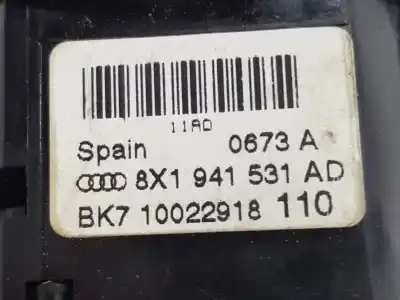 11AD
Spain 0673 A
8X1 941 531 AD
BK7 10022918 110